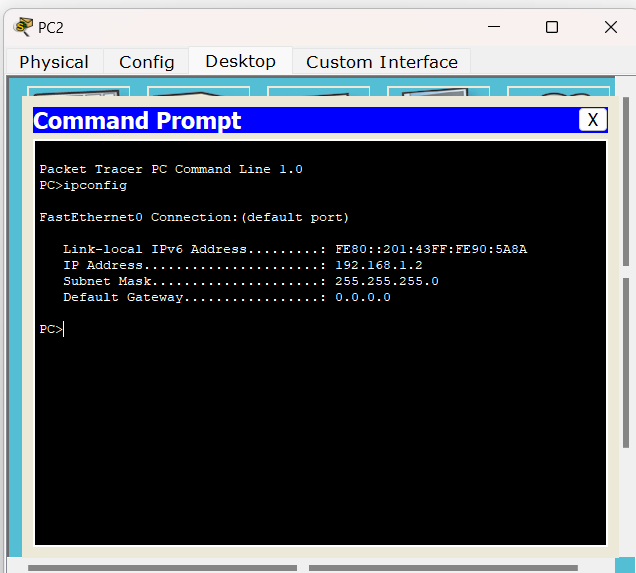 PC2
Physical Config Desktop Custom Interface
Command Prompt X
Packet Tracer PC Command Line 1.0
PC>ipconfig
FastEthernet0 Connection:(default port)
Link-local IPv6 Address.........: FE80::201:43FF:FE90:5A8A
IP Address......................: 192.168.1.2
Subnet Mask.....................: 255.255.255.0
Default Gateway.................: 0.0.0.0
PC>